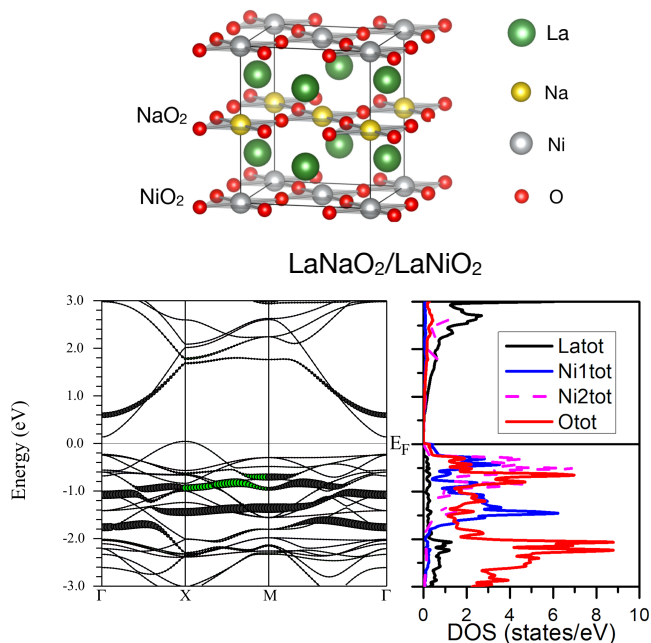 La
Na
NaO₂
Ni
NiO₂
O
LaNaO₂/LaNiO₂
Energy (eV)
3.0
2.0
1.0
0.0
-1.0
-2.0
-3.0
Γ X M Γ
E_F
Latot
Ni1tot
Ni2tot
Otot
0 2 4 6 8 10
DOS (states/eV)